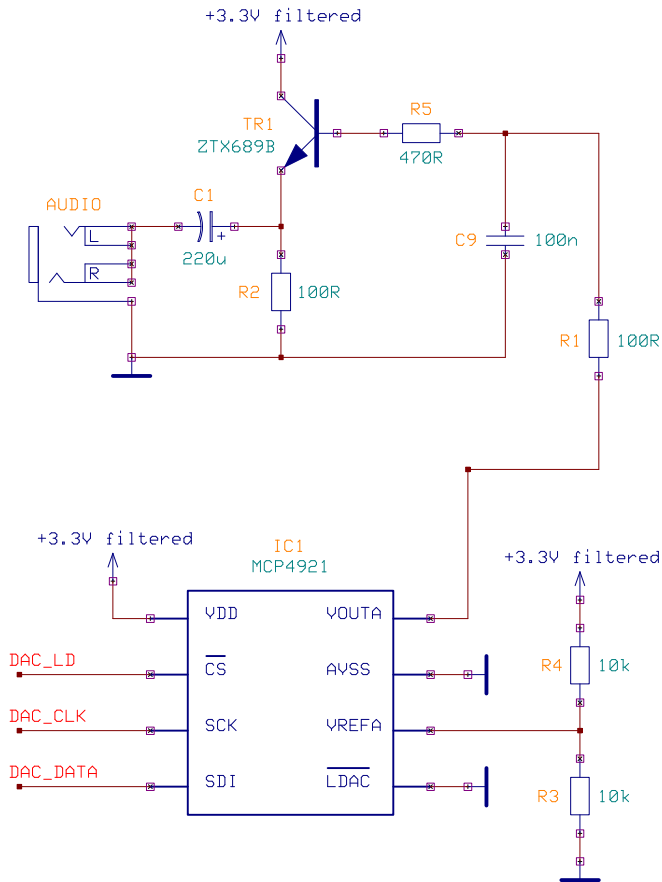 +3.3V filtered
TR1
ZTX689B
R5
470R
AUDIO
L
R
C1
+
220u
R2
100R
C9
100n
R1
100R
+3.3V filtered
IC1
MCP4921
+3.3V filtered
VDD
VOUTA
DAC_LD
CS
AVSS
R4
10k
DAC_CLK
SCK
VREFA
DAC_DATA
SDI
LDAC
R3
10k